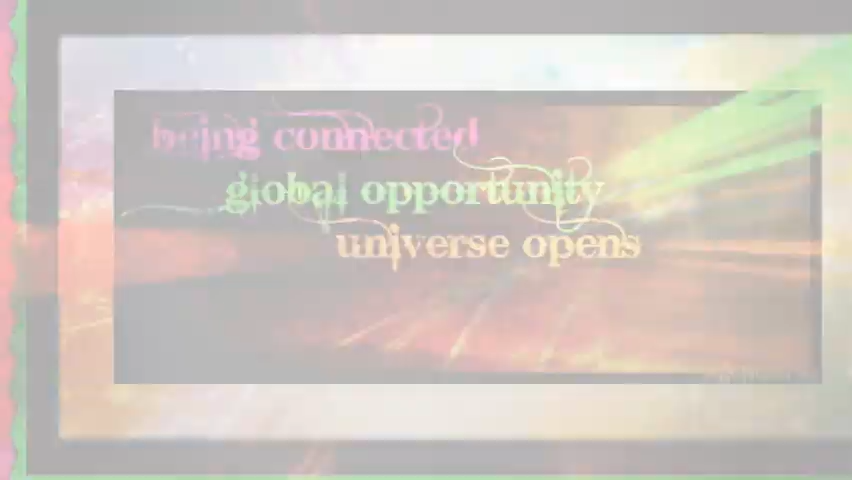 being connected
global opportunity
universe opens